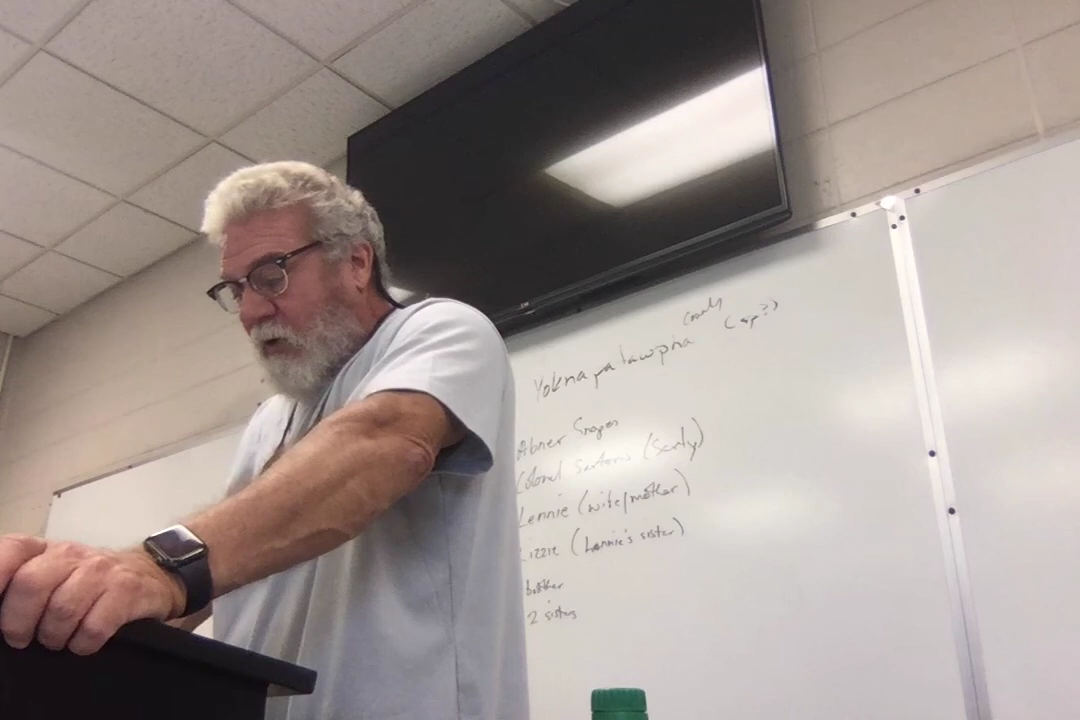 Yoknapatawpha County (sp?)
Abner Snopes
Colonel Sartoris (Sarty)
Lennie (wife/mother)
Lizzie (Lennie's sister)
brother
2 sisters